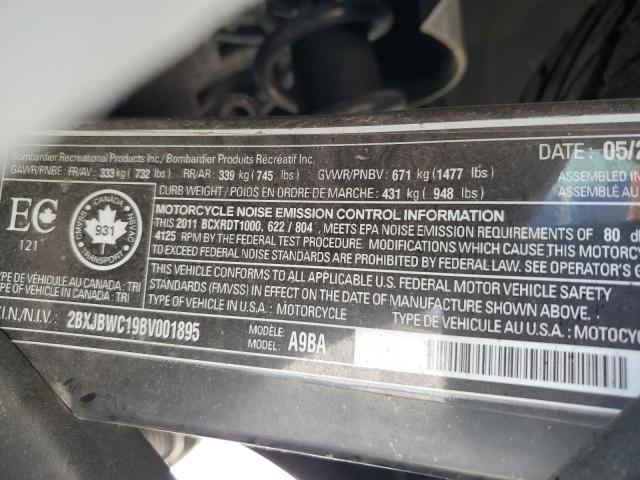 Bombardier Recreational Products Inc./Bombardier Produits Récréatif Inc.
DATE: 05/2
GAWR/PNBE: FR/AV: 333 kg ( 732 lbs) RR/AR: 339 kg ( 745 lbs) GVWR/PNBV: 671 kg (1477 lbs)
ASSEMBLED IN
CURB WEIGHT / POIDS EN ORDRE DE MARCHE: 431 kg ( 948 lbs)
ASSEMBLÉ AU
EC
121
CANADA
CMVSS
NSVAC
931
TRANSPORT
MOTORCYCLE NOISE EMISSION CONTROL INFORMATION
THIS 2011 BCXRDT1000, 622 / 804 , MEETS EPA NOISE EMISSION REQUIREMENTS OF 80
4125 RPM BY THE FEDERAL TEST PROCEDURE. MODIFICATIONS WHICH CAUSE THIS MOTORCY
TO EXCEED FEDERAL NOISE STANDARDS ARE PROHIBITED BY FEDERAL LAW. SEE OPERATOR'S
THIS VEHICLE CONFORMS TO ALL APPLICABLE U.S. FEDERAL MOTOR VEHICLE SAFETY
STANDARDS (FMVSS) IN EFFECT ON THE DATE OF MANUFACTURE SHOWN ABOVE.
TYPE OF VEHICLE IN U.S.A.: MOTORCYCLE TYPE DE VÉHICULE AU U.S.A.: MOTOCYC
PE DE VÉHICULE AU CANADA : TRI
YPE OF VEHICLE IN CANADA : TRI
.I.N./N.I.V.: 2BXJBWC19BV001895
MODÈLE:
MODEL: A9BA